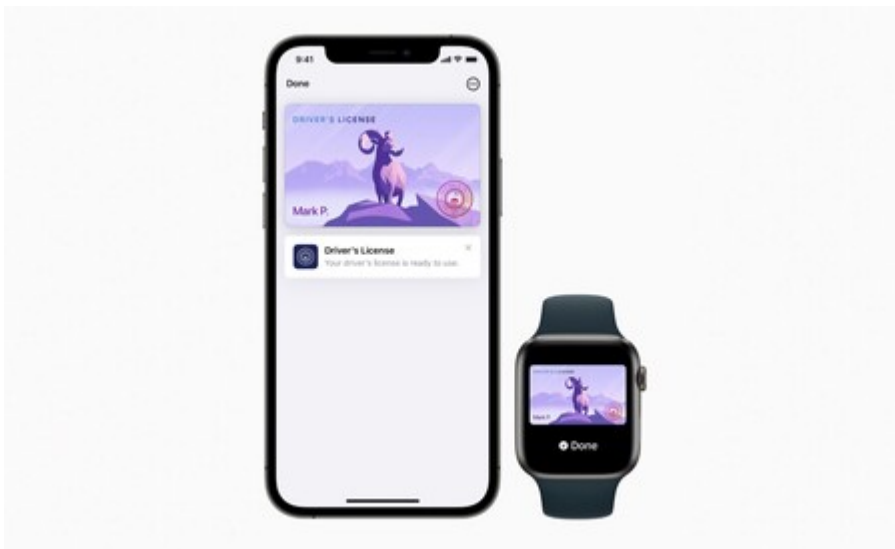 9:41
Done
DRIVER'S LICENSE
Mark P.
Driver's License
Your driver's license is ready to use.
DRIVER'S LICENSE
Mark P.
Done